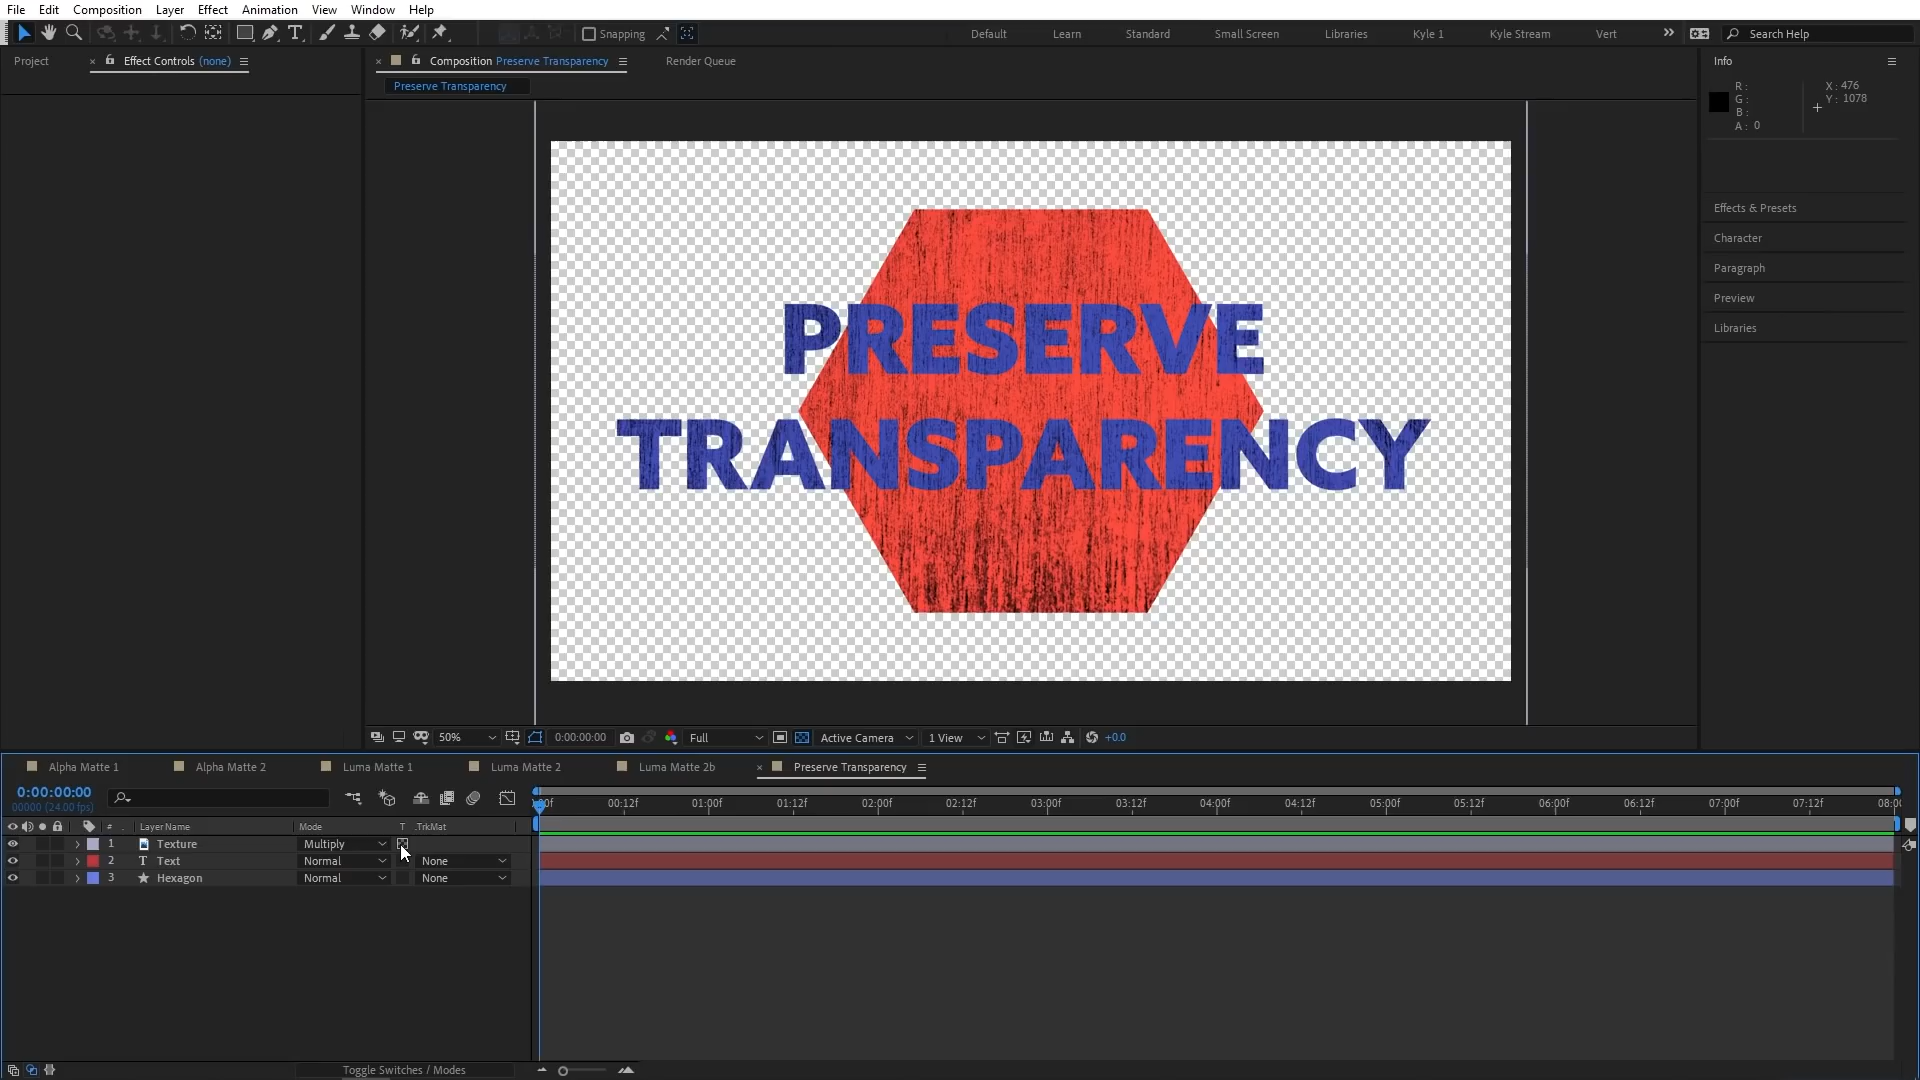 File Edit Composition Layer Effect Animation View Window Help
Snapping
Default Learn Standard Small Screen Libraries Kyle 1 Kyle Stream Vert
Search Help
Project
Effect Controls (none)
Composition Preserve Transparency
Render Queue
Preserve Transparency
Info
R :
G :
B :
A : 0
X : 476
Y : 1078
Effects & Presets
Character
Paragraph
Preview
Libraries
PRESERVE
TRANSPARENCY
50%
0:00:00:00
Full
Active Camera
1 View
+0.0
Alpha Matte 1
Alpha Matte 2
Luma Matte 1
Luma Matte 2
Luma Matte 2b
Preserve Transparency
0:00:00:00
00000 (24.00 fps)
00:12f 01:00f 01:12f 02:00f 02:12f 03:00f 03:12f 04:00f 04:12f 05:00f 05:12f 06:00f 06:12f 07:00f 07:12f
# Layer Name Mode T .TrkMat
1 Texture Multiply
2 T Text Normal None
3 Hexagon Normal None
Toggle Switches / Modes